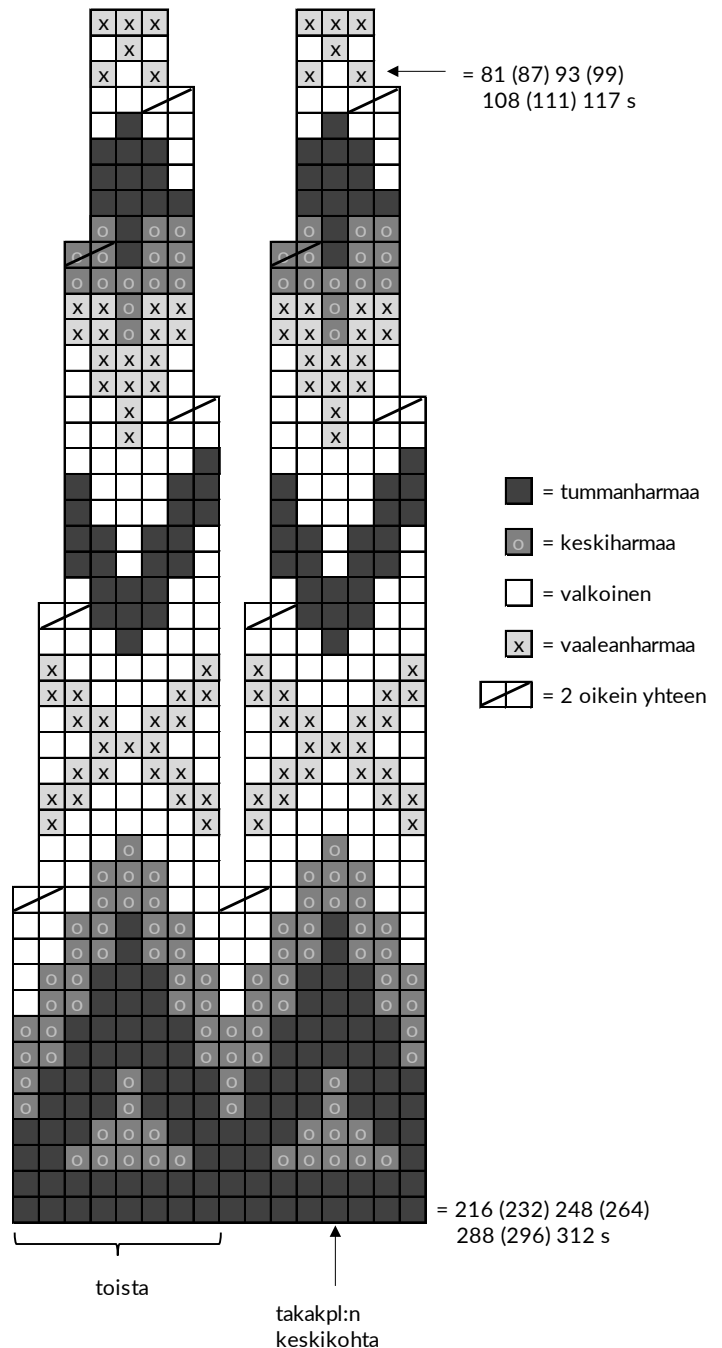 = 81 (87) 93 (99)
108 (111) 117 s
= tummanharmaa
o = keskiharmaa
= valkoinen
x = vaaleanharmaa
= 2 oikein yhteen
= 216 (232) 248 (264)
288 (296) 312 s
toista
takakpl:n
keskikohta